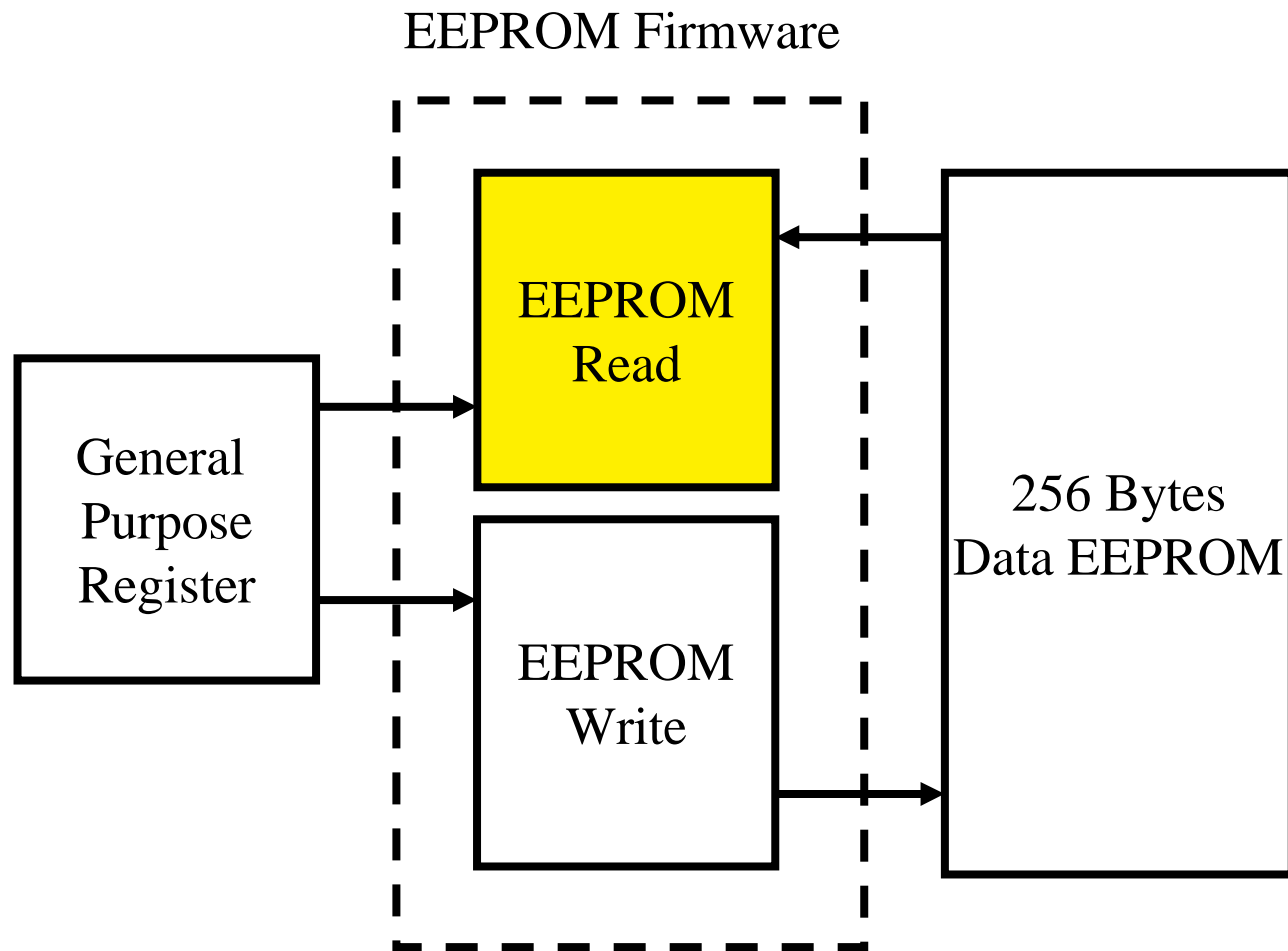 EEPROM Firmware
EEPROM
Read
General
Purpose
Register
EEPROM
Write
256 Bytes
Data EEPROM